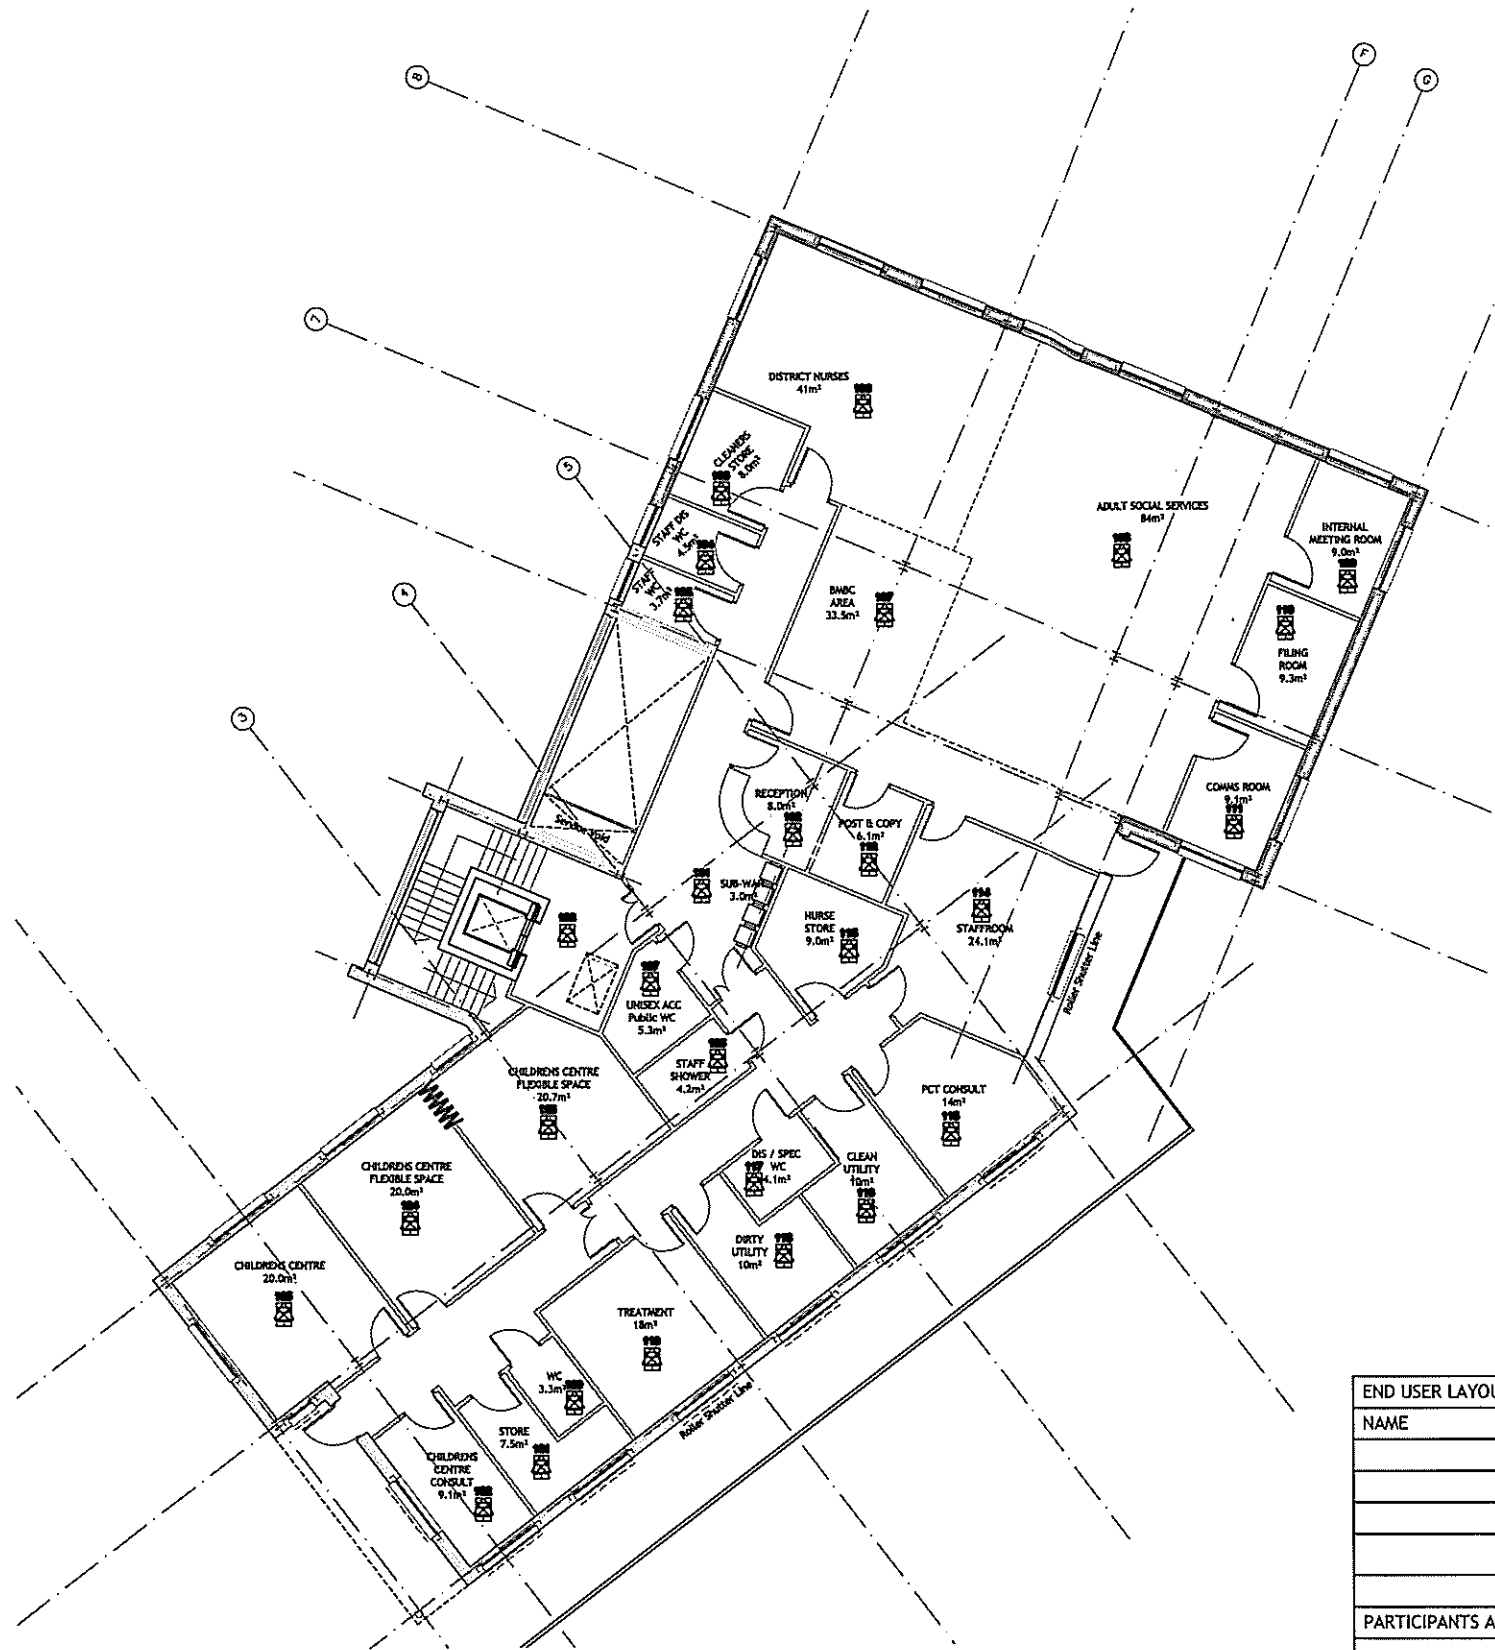 F
G
8
7
DISTRICT NURSES
41m²
CLEANERS
STORE
8.0m²
5
ADULT SOCIAL SERVICES
84m²
INTERNAL
MEETING ROOM
9.0m²
STAFF DIS
WC
4.5m²
STAFF
WC
3.7m²
4
BMBC
AREA
33.5m²
FILING
ROOM
9.3m²
3
RECEPTION
8.0m²
COMMS ROOM
9.1m²
111
Service Void
POST & COPY
6.1m²
SUB-WAIT
3.0m²
NURSE
STORE
9.0m²
114
STAFFROOM
24.1m²
Roller Shutter Line
UNISEX ACC
Public WC
5.3m²
STAFF
SHOWER
4.2m²
CHILDRENS CENTRE
FLEXIBLE SPACE
20.7m²
PCT CONSULT
14m²
DIS / SPEC
WC
4.1m²
117
CLEAN
UTILITY
10m²
CHILDRENS CENTRE
FLEXIBLE SPACE
20.0m²
DIRTY
UTILITY
10m²
CHILDRENS CENTRE
20.0m²
TREATMENT
18m²
WC
3.3m²
Roller Shutter Line
STORE
7.5m²
CHILDRENS
CENTRE
CONSULT
9.1m²
END USER LAYOU
NAME
PARTICIPANTS A